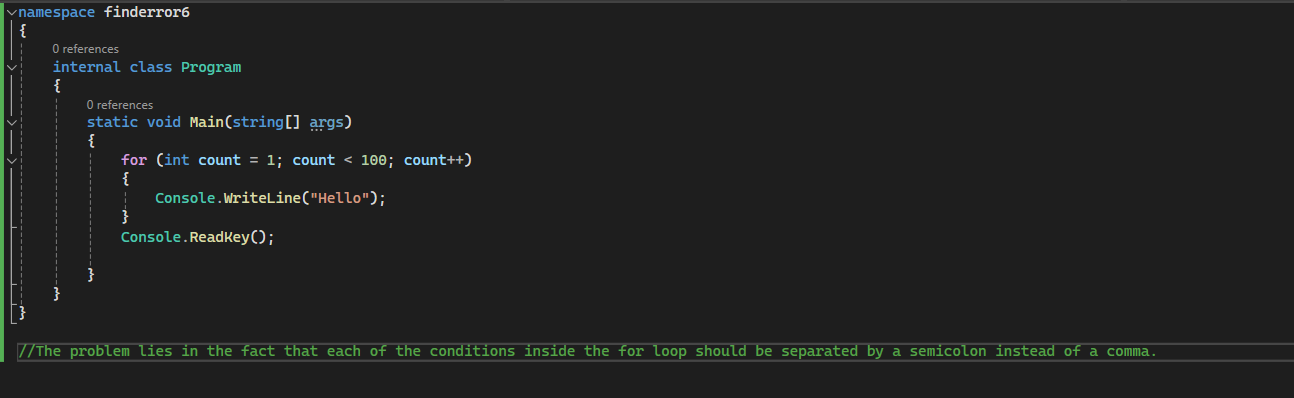 namespace finderror6
{
0 references
internal class Program
{
0 references
static void Main(string[] args)
{
for (int count = 1; count < 100; count++)
{
Console.WriteLine("Hello");
}
Console.ReadKey();
}
}
}
//The problem lies in the fact that each of the conditions inside the for loop should be separated by a semicolon instead of a comma.